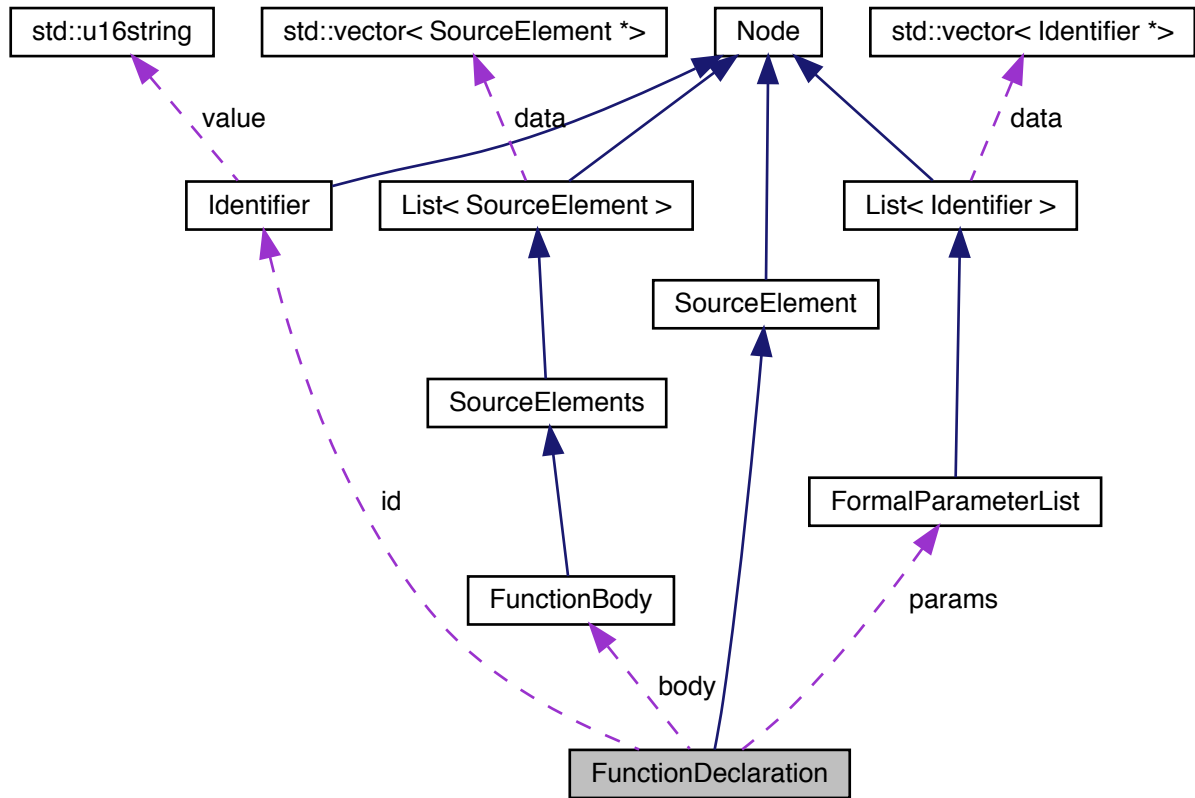 std::u16string
std::vector< SourceElement *>
Node
std::vector< Identifier *>
value
data
data
Identifier
List< SourceElement >
List< Identifier >
SourceElement
SourceElements
id
FormalParameterList
FunctionBody
params
body
FunctionDeclaration